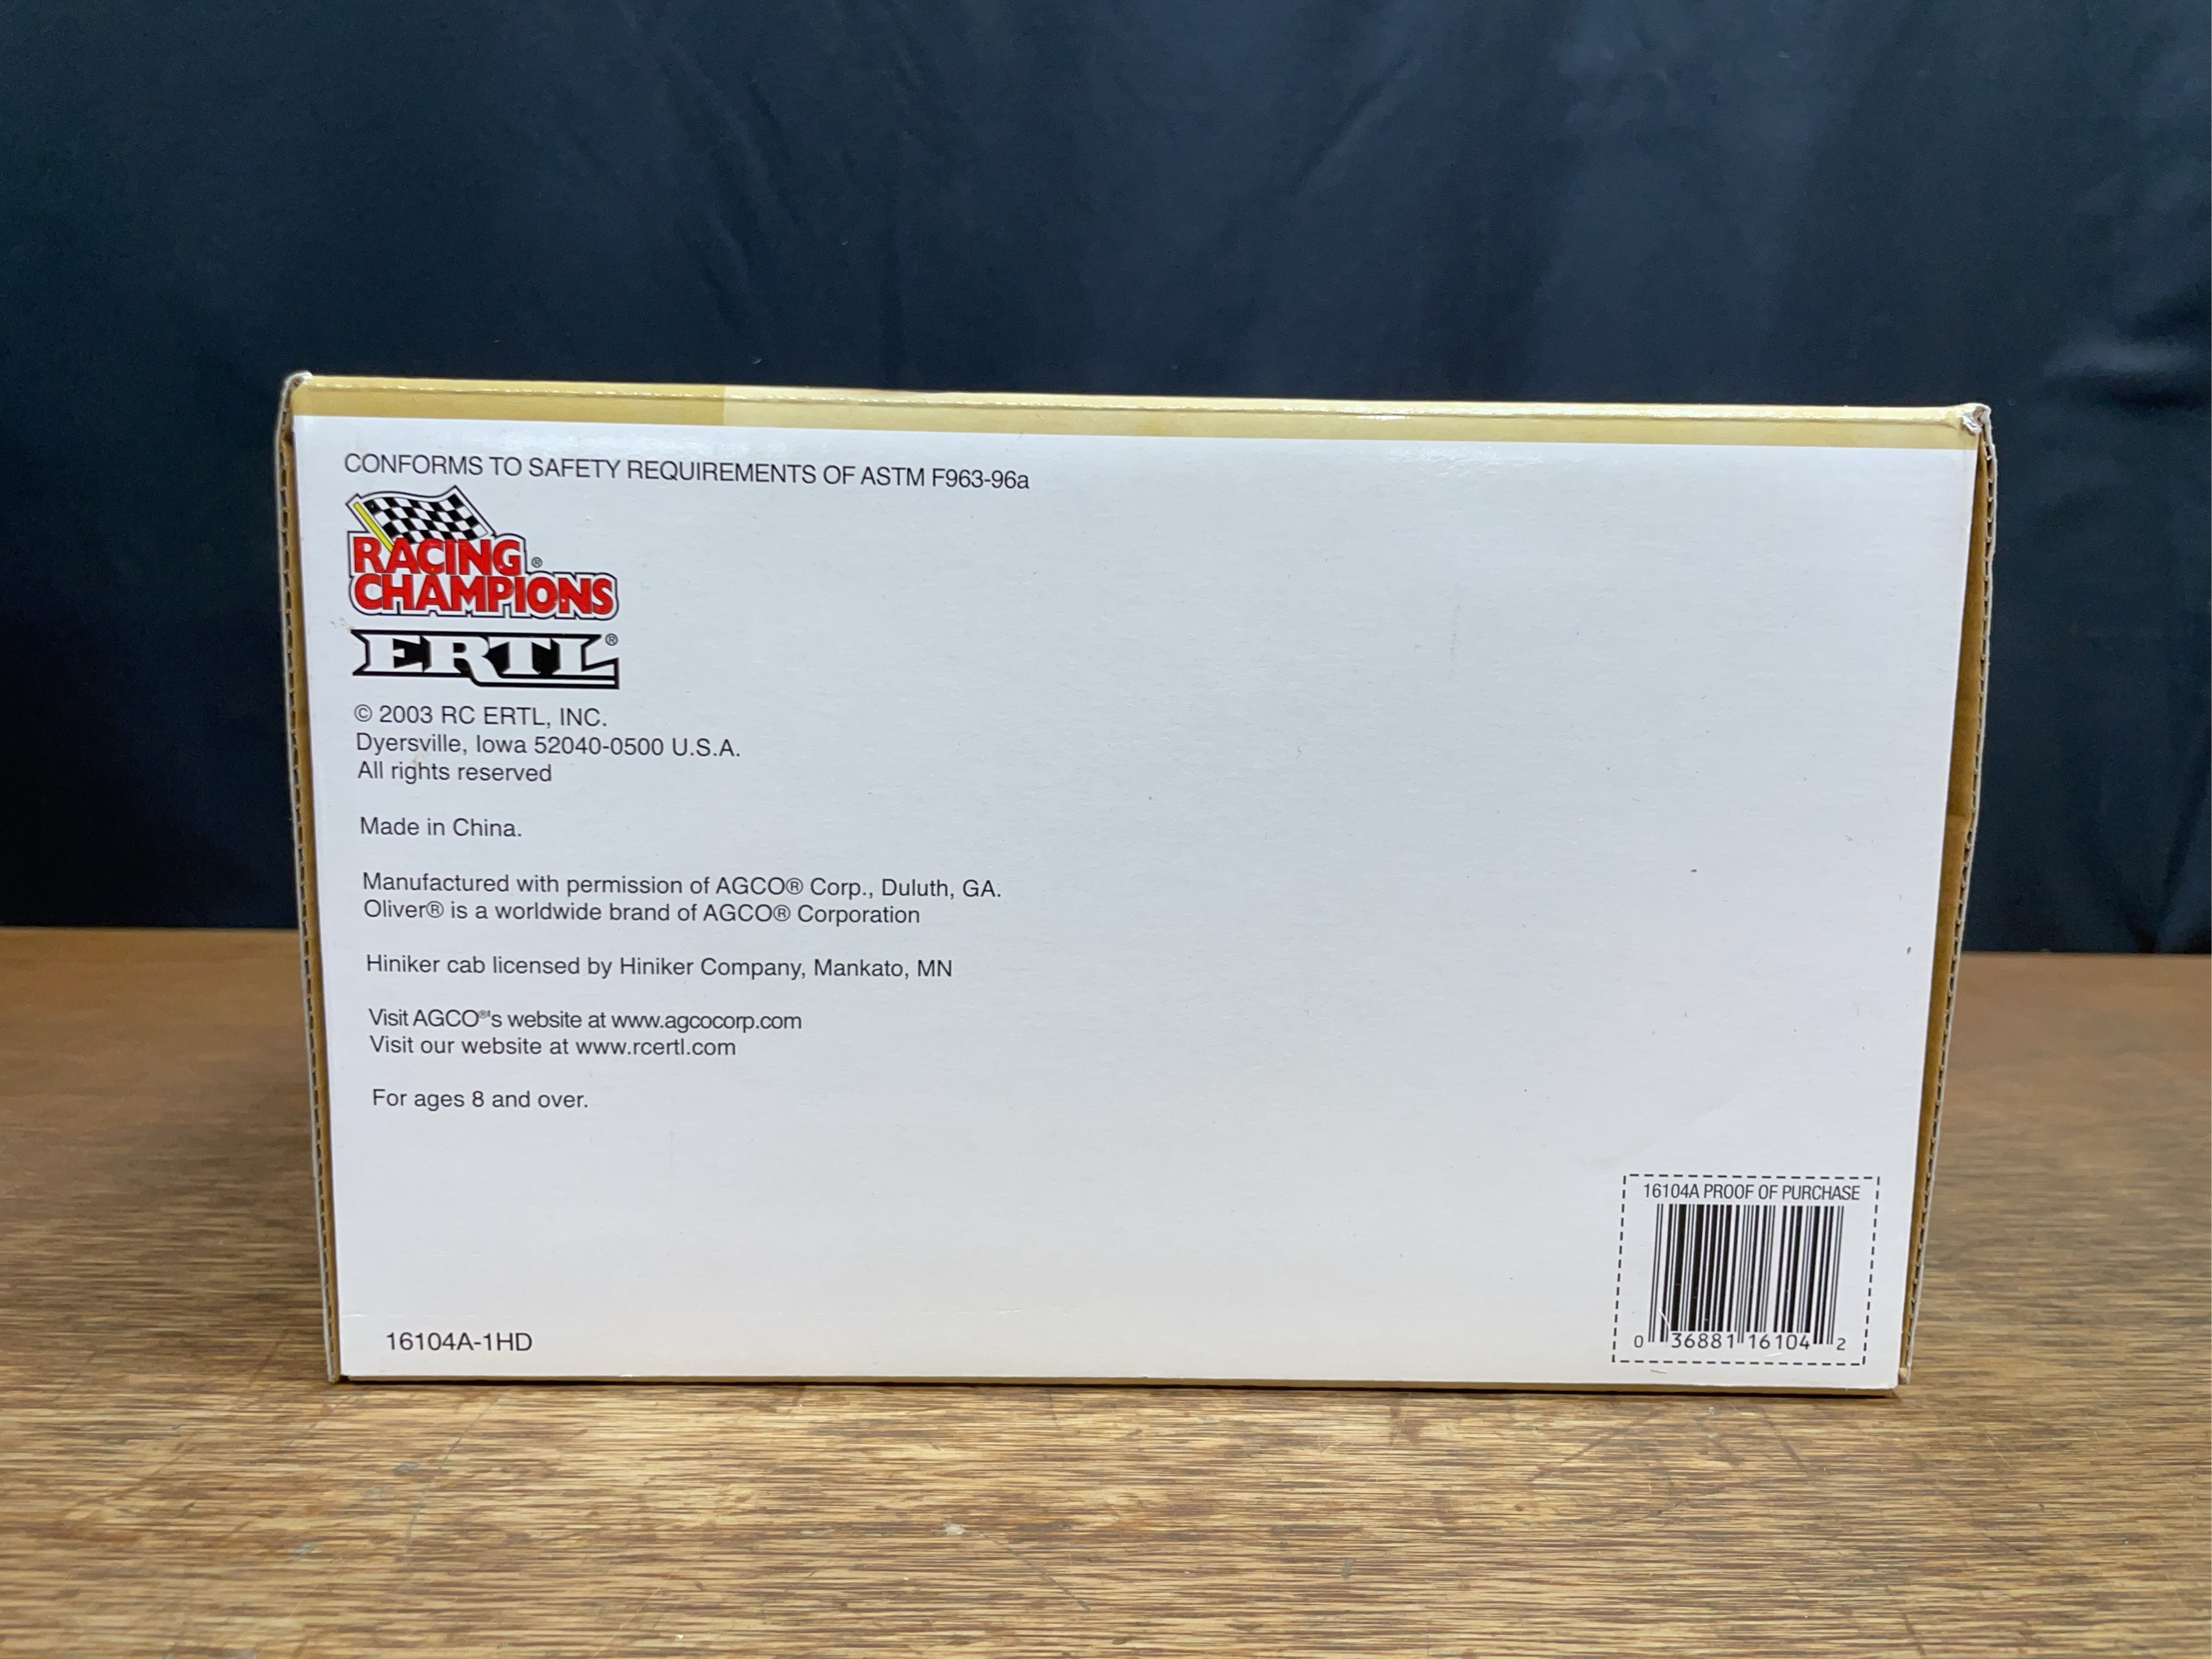 CONFORMS TO SAFETY REQUIREMENTS OF ASTM F963-96a
RACING®
CHAMPIONS
ERTL®
© 2003 RC ERTL, INC.
Dyersville, Iowa 52040-0500 U.S.A.
All rights reserved
Made in China.
Manufactured with permission of AGCO® Corp., Duluth, GA.
Oliver® is a worldwide brand of AGCO® Corporation
Hiniker cab licensed by Hiniker Company, Mankato, MN
Visit AGCO®'s website at www.agcocorp.com
Visit our website at www.rcertl.com
For ages 8 and over.
16104A-1HD
16104A PROOF OF PURCHASE
0 36881 16104 2